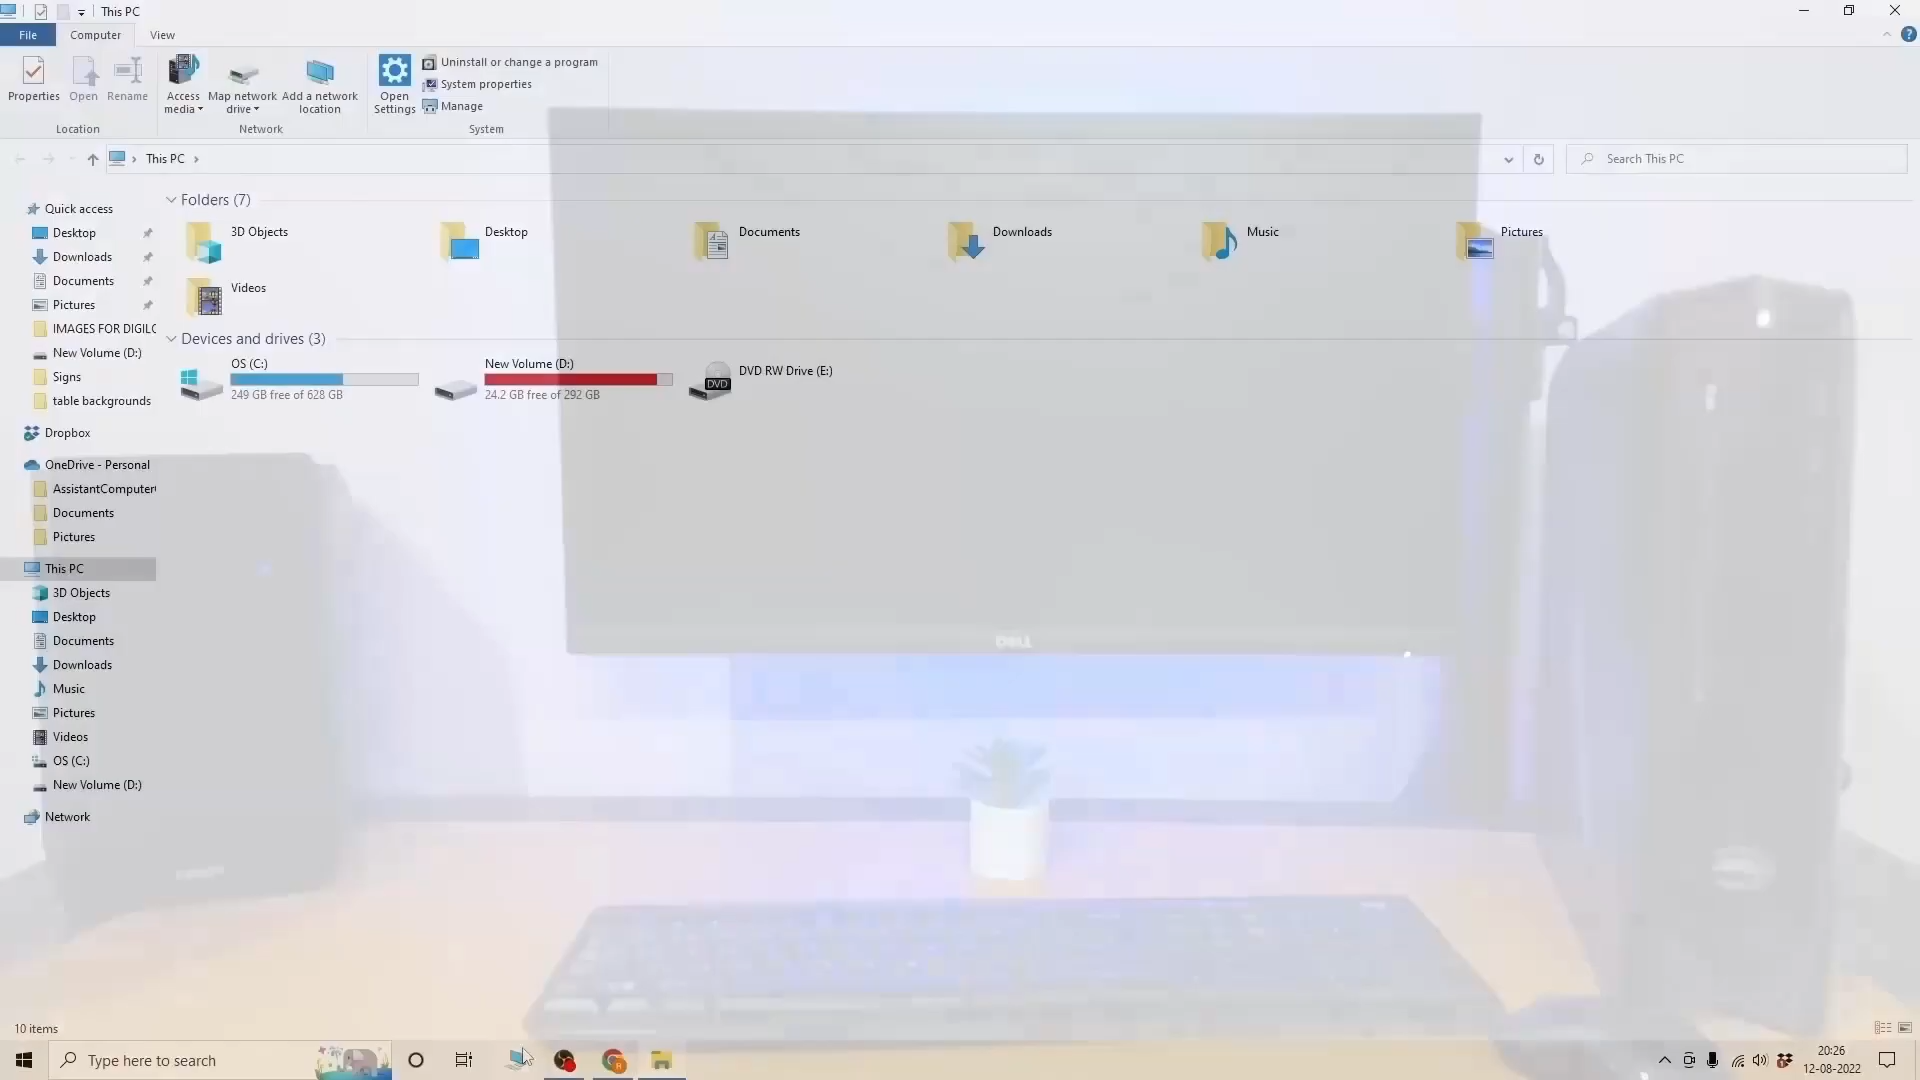 This PC
File
Computer
View
Properties
Open
Rename
Access media
Map network drive
Add a network location
Open Settings
Uninstall or change a program
System properties
Manage
Location
Network
System
This PC
Search This PC
Quick access
Desktop
Downloads
Documents
Pictures
IMAGES FOR DIGILO
New Volume (D:)
Signs
table backgrounds
Dropbox
OneDrive - Personal
AssistantComputer
Documents
Pictures
This PC
3D Objects
Desktop
Documents
Downloads
Music
Pictures
Videos
OS (C:)
New Volume (D:)
Network
Folders (7)
3D Objects
Desktop
Documents
Downloads
Music
Pictures
Videos
Devices and drives (3)
OS (C:)
249 GB free of 628 GB
New Volume (D:)
24.2 GB free of 292 GB
DVD
DVD RW Drive (E:)
DELL
10 items
Type here to search
20:26
12-08-2022